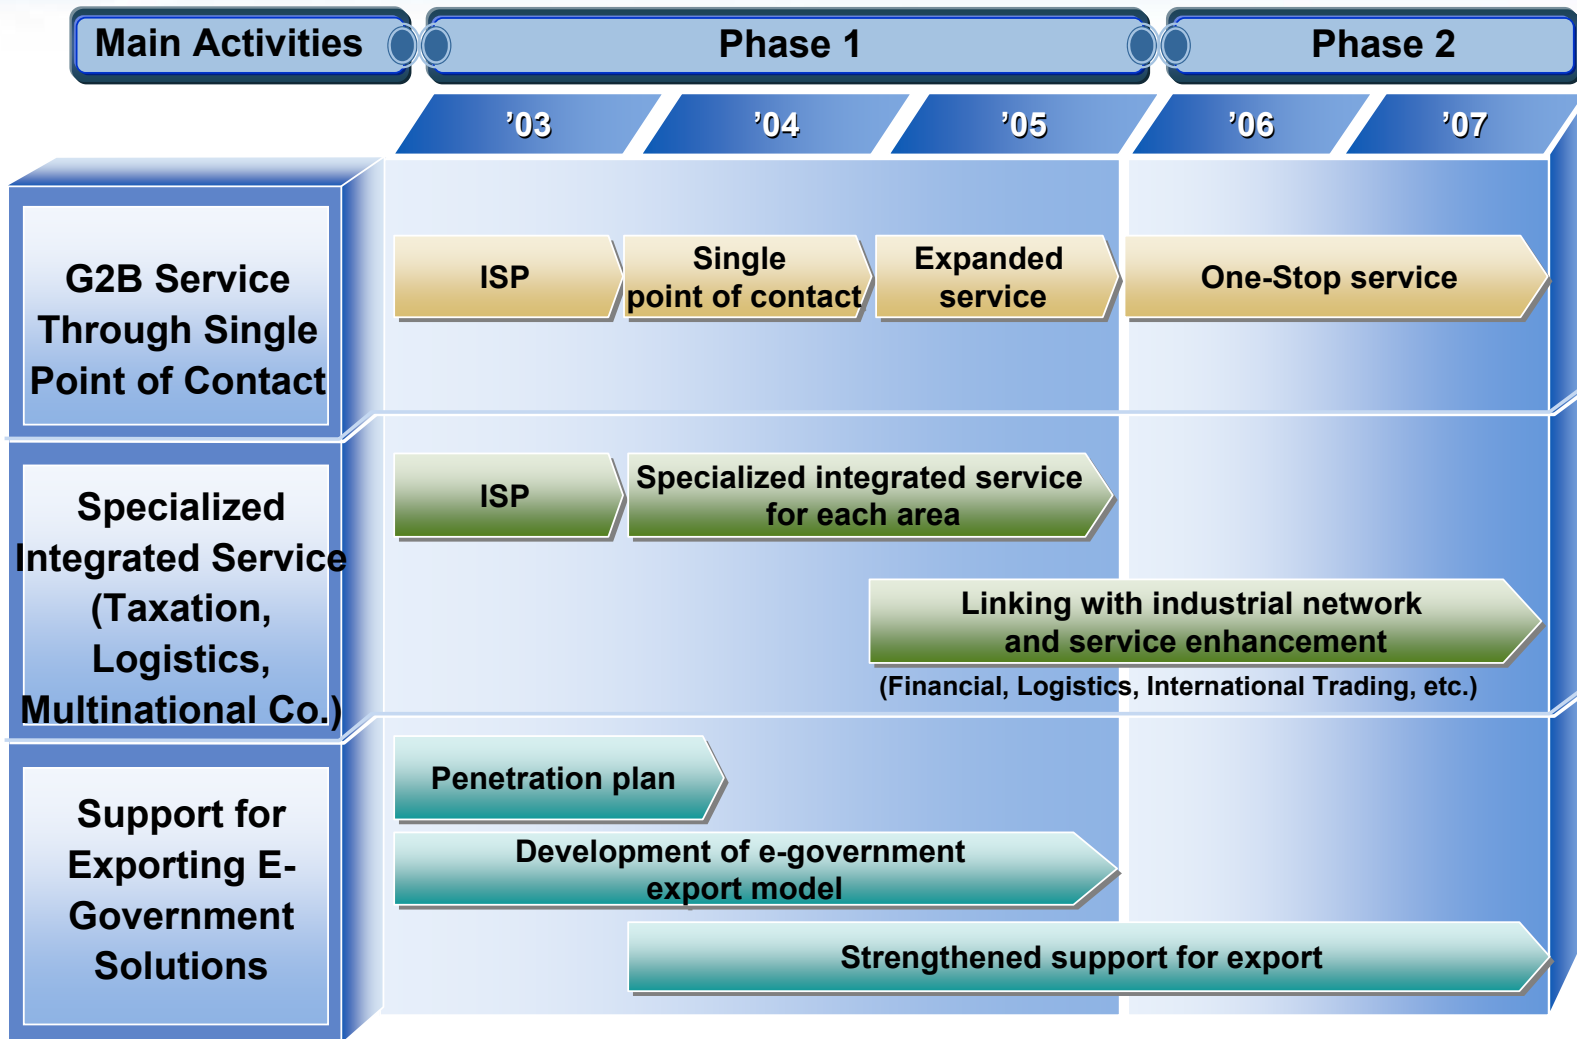 Main Activities
Phase 1
Phase 2
’03
’04
’05
’06
’07
G2B Service
Through Single
Point of Contact
ISP
Single
point of contact
Expanded
service
One-Stop service
Specialized
Integrated Service
(Taxation,
Logistics,
Multinational Co.)
ISP
Specialized integrated service
for each area
Linking with industrial network
and service enhancement
(Financial, Logistics, International Trading, etc.)
Support for
Exporting E-
Government
Solutions
Penetration plan
Development of e-government
export model
Strengthened support for export